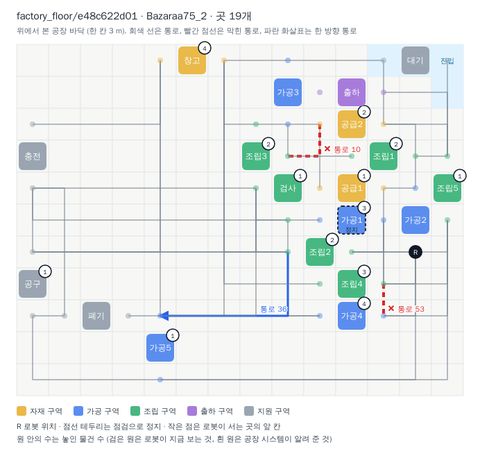 factory_floor/e48c622d01 · Bazaraa75_2 · 곳 19개
위에서 본 공장 바닥 (한 칸 3 m). 회색 선은 통로, 빨간 점선은 막힌 통로, 파란 화살표는 한 방향 통로
창고 4
대기
진입
가공3
출하
공급2 2
✕ 통로 10
충전
조립3 2
조립1 2
검사 1
공급1 1
조립5 1
가공1 3
정지
가공2
조립2 2
R
공구 1
조립4 3
폐기
통로 36
가공4 4
✕ 통로 53
가공5 1
자재 구역
가공 구역
조립 구역
출하 구역
지원 구역
R 로봇 위치 · 점선 테두리는 점검으로 정지 · 작은 점은 로봇이 서는 곳의 앞 칸
원 안의 수는 놓인 물건 수 (검은 원은 로봇이 지금 보는 것, 흰 원은 공장 시스템이 알려 준 것)